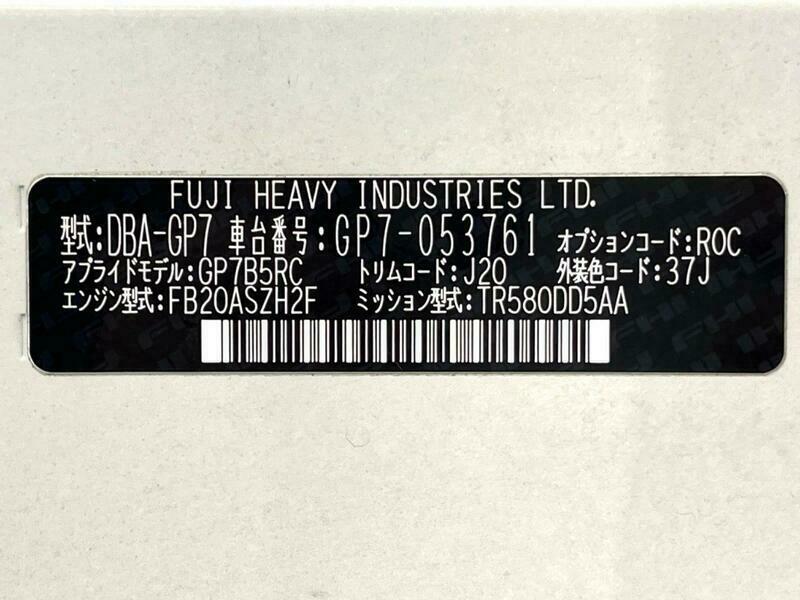 FUJI HEAVY INDUSTRIES LTD.
型式:DBA-GP7 車台番号:GP7-053761 オプションコード:ROC
アプライドモデル:GP7B5RC トリムコード:J20 外装色コード:37J
エンジン型式:FB20ASZH2F ミッション型式:TR580DD5AA